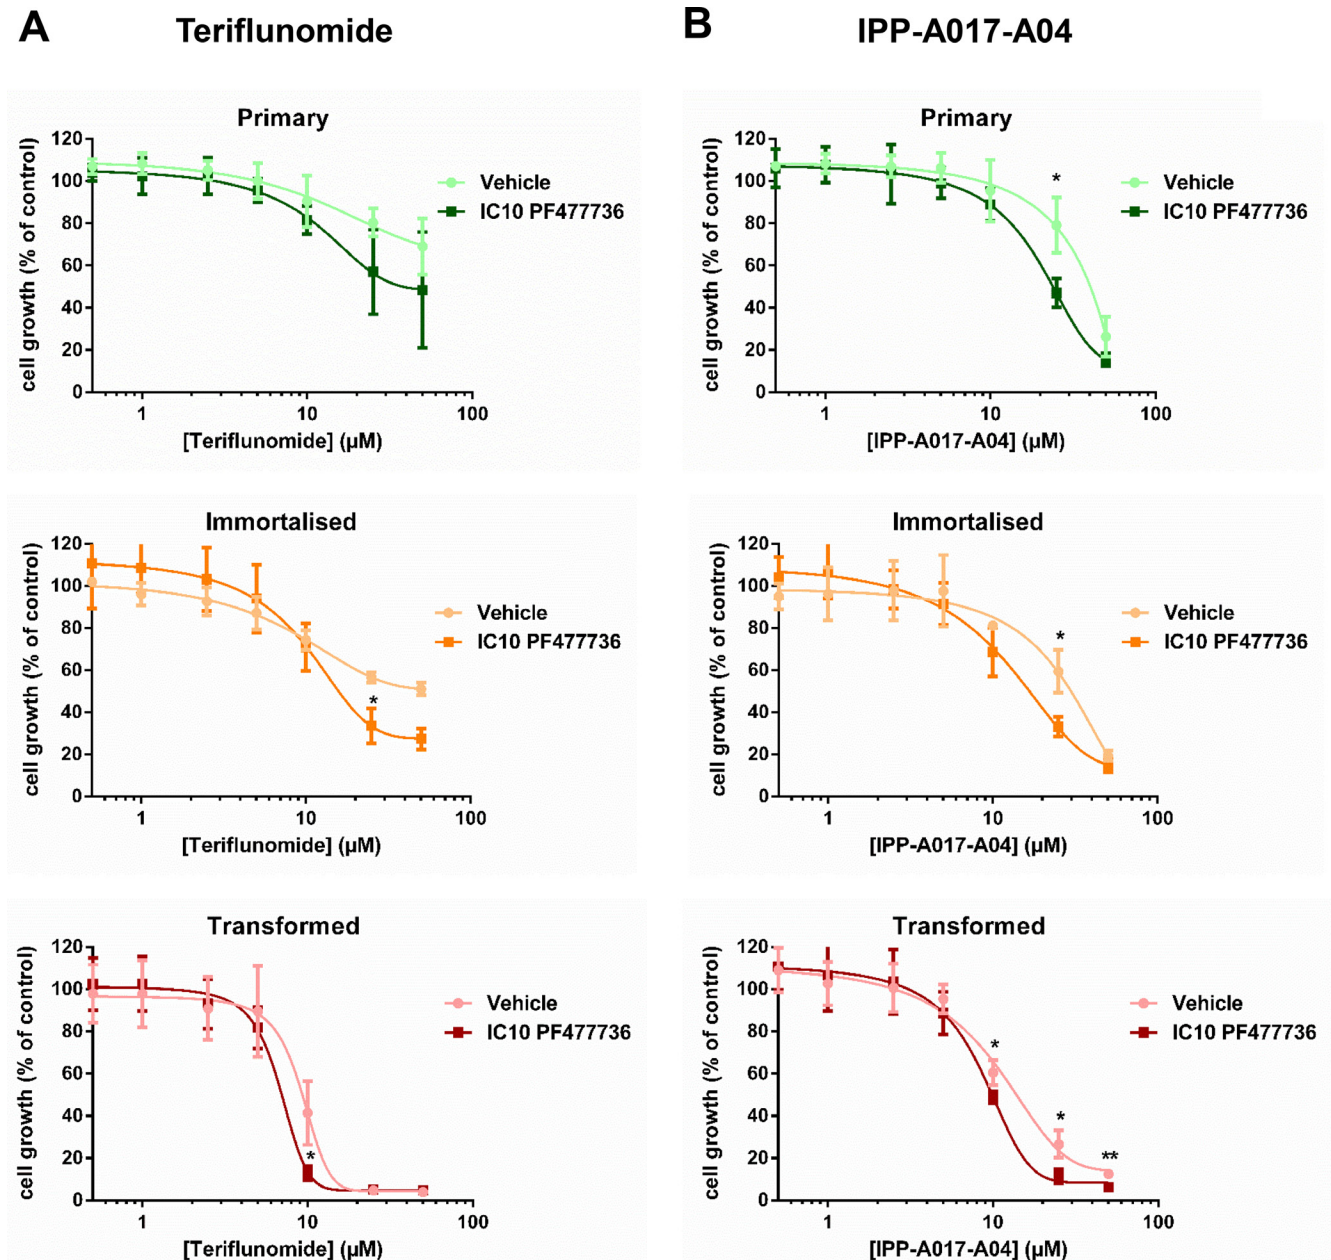 A Teriflunomide
B IPP-A017-A04
Primary
cell growth (% of control)
120
100
80
60
40
20
0
1 10 100
[Teriflunomide] (µM)
Vehicle
IC10 PF477736
Primary
cell growth (% of control)
120
100
80
60
40
20
0
1 10 100
[IPP-A017-A04] (µM)
*
Vehicle
IC10 PF477736
Immortalised
cell growth (% of control)
120
100
80
60
40
20
0
1 10 100
[Teriflunomide] (µM)
*
Vehicle
IC10 PF477736
Immortalised
cell growth (% of control)
120
100
80
60
40
20
0
1 10 100
[IPP-A017-A04] (µM)
*
Vehicle
IC10 PF477736
Transformed
cell growth (% of control)
120
100
80
60
40
20
0
1 10 100
[Teriflunomide] (µM)
*
Vehicle
IC10 PF477736
Transformed
cell growth (% of control)
120
100
80
60
40
20
0
1 10 100
[IPP-A017-A04] (µM)
*
*
**
Vehicle
IC10 PF477736